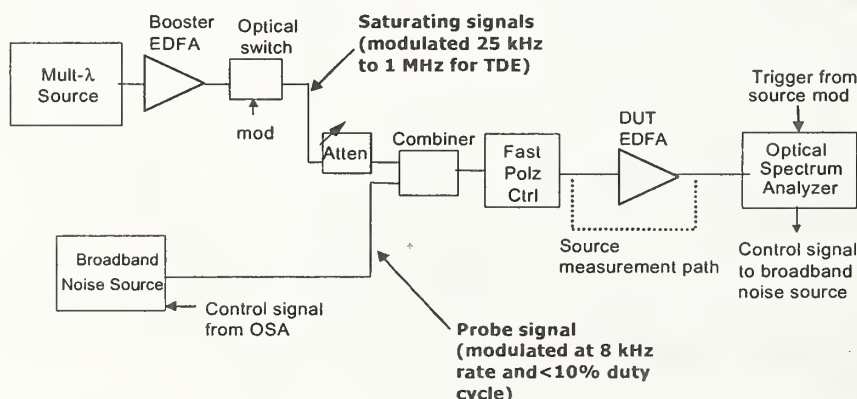 Booster
EDFA
Optical
switch
Saturating signals
(modulated 25 kHz
to 1 MHz for TDE)
Mult-λ
Source
mod
Atten
Combiner
Fast
Polz
Ctrl
DUT
EDFA
Trigger from
source mod
Optical
Spectrum
Analyzer
Source
measurement path
Control signal
to broadband
noise source
Broadband
Noise Source
Control signal
from OSA
Probe signal
(modulated at 8 kHz
rate and<10% duty
cycle)